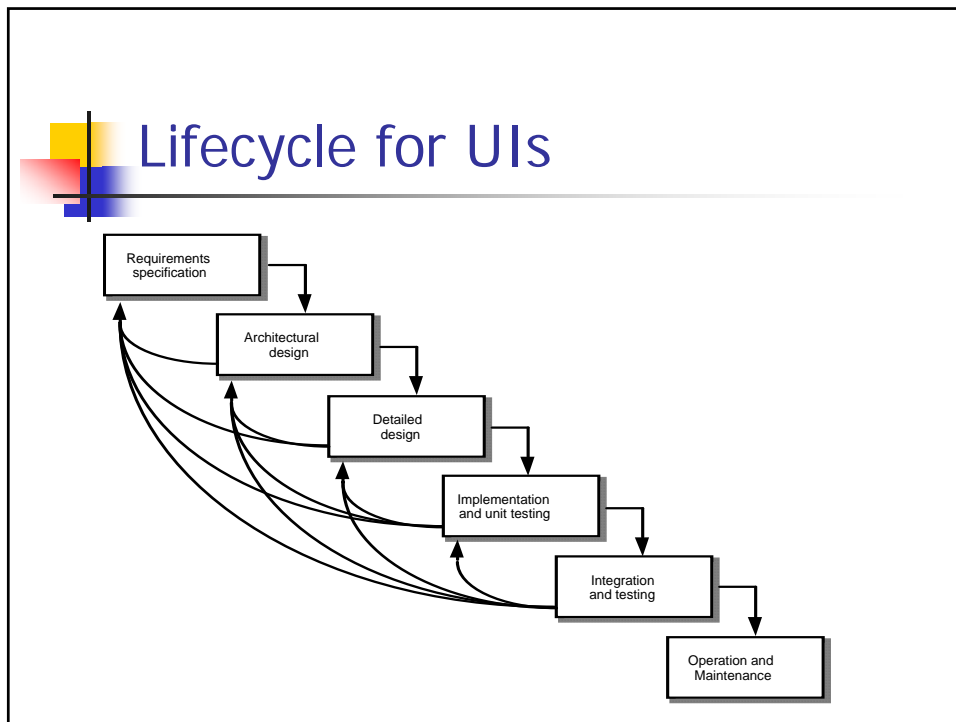 Lifecycle for UIs
Requirements
specification
Architectural
design
Detailed
design
Implementation
and unit testing
Integration
and testing
Operation and
Maintenance